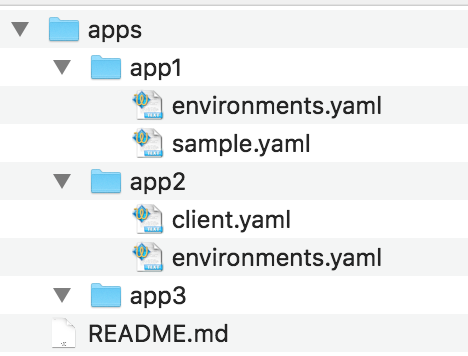 apps
app1
environments.yaml
sample.yaml
app2
client.yaml
environments.yaml
app3
README.md